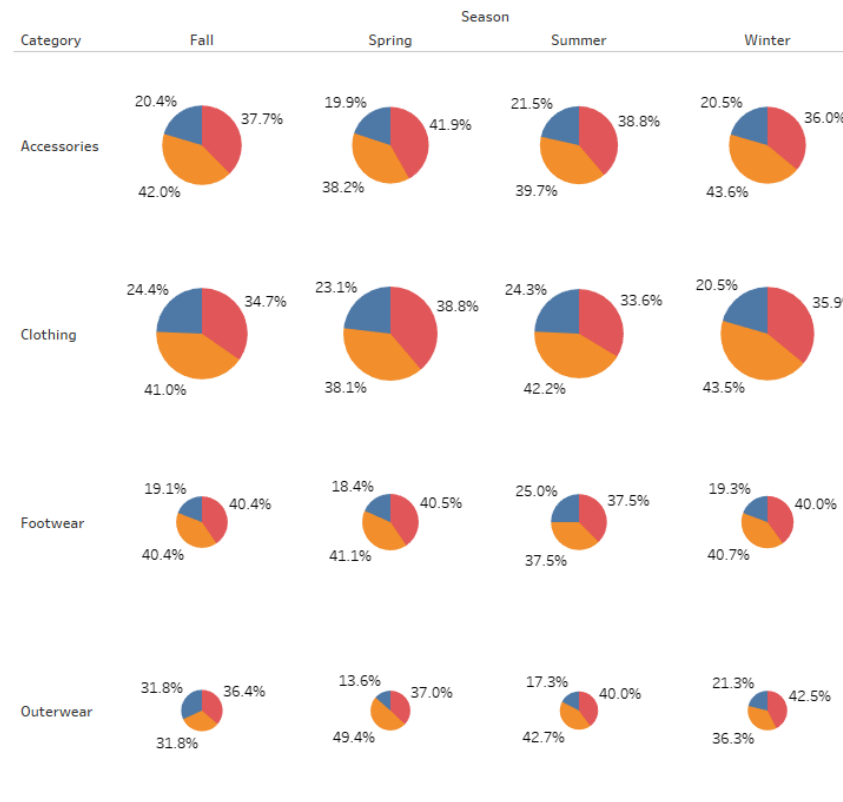 Season
Category Fall Spring Summer Winter
20.4% 37.7% 19.9% 41.9% 21.5% 38.8% 20.5% 36.0%
Accessories
42.0% 38.2% 39.7% 43.6%
24.4% 34.7% 23.1% 38.8% 24.3% 33.6% 20.5% 35.9
Clothing
41.0% 38.1% 42.2% 43.5%
19.1% 40.4% 18.4% 40.5% 25.0% 37.5% 19.3% 40.0%
Footwear
40.4% 41.1% 37.5% 40.7%
31.8% 36.4% 13.6% 37.0% 17.3% 40.0% 21.3% 42.5%
Outerwear
31.8% 49.4% 42.7% 36.3%